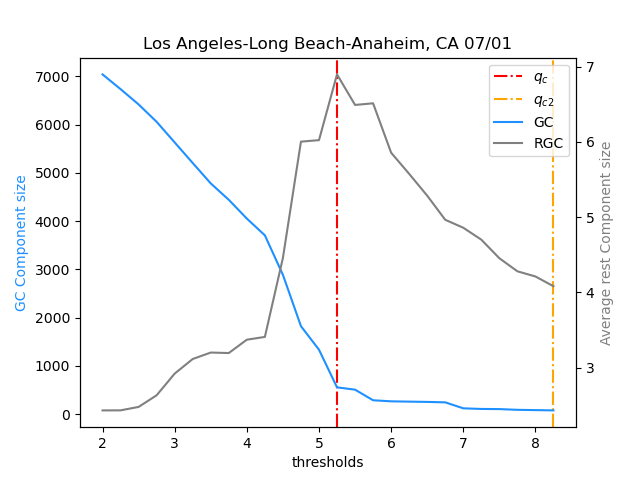 Los Angeles-Long Beach-Anaheim, CA 07/01
GC Component size
7000
6000
5000
4000
3000
2000
1000
0
2
3
4
5
6
7
8
thresholds
7
6
5
4
3
Average rest Component size
q_c
q_{c2}
GC
RGC